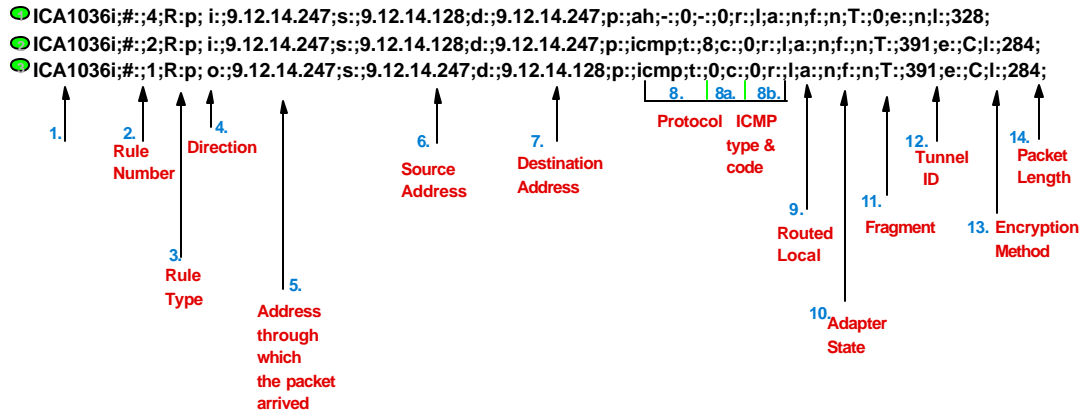 ICA1036i;#:;4;R:p; i:;9.12.14.247;s:;9.12.14.128;d:;9.12.14.247;p:;ah;-:;0;-:;0;r:;l;a:;n;f:;n;T:;0;e:;n;l:;328;
ICA1036i;#:;2;R:p; i:;9.12.14.247;s:;9.12.14.128;d:;9.12.14.247;p:;icmp;t:;8;c:;0;r:;l;a:;n;f:;n;T:;391;e:;C;l:;284;
ICA1036i;#:;1;R:p; o:;9.12.14.247;s:;9.12.14.247;d:;9.12.14.128;p:;icmp;t:;0;c:;0;r:;l;a:;n;f:;n;T:;391;e:;C;l:;284;
1.
2.
Rule
Number
3.
Rule
Type
4.
Direction
5.
Address
through
which
the packet
arrived
6.
Source
Address
7.
Destination
Address
8.
8a.
8b.
Protocol
ICMP
type &
code
9.
Routed
Local
10.
Adapter
State
11.
Fragment
12.
Tunnel
ID
13. Encryption
Method
14.
Packet
Length